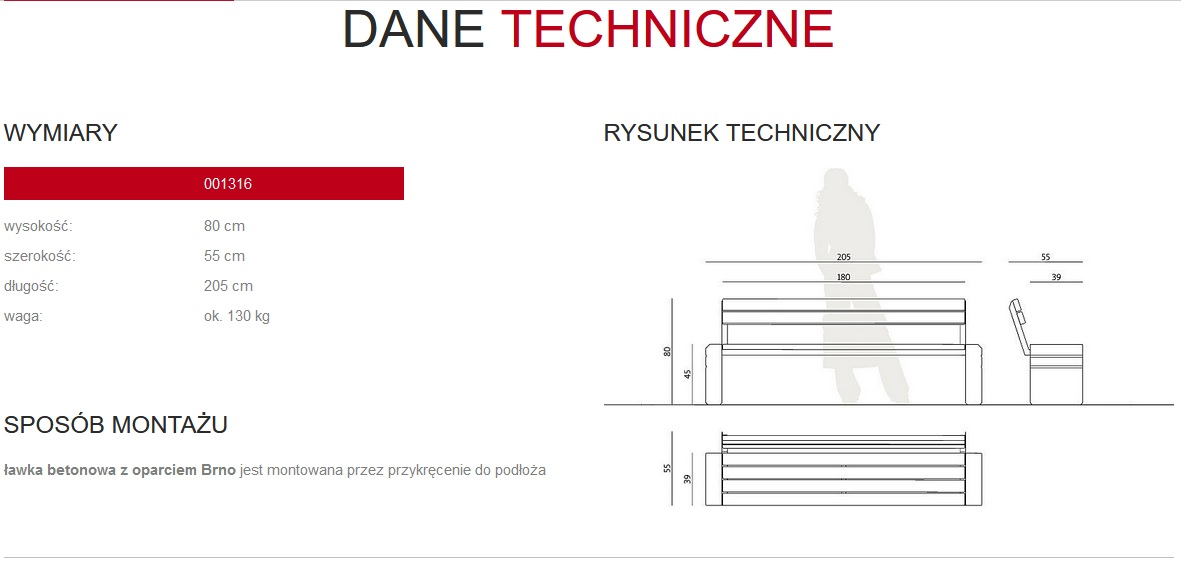 DANE TECHNICZNE
WYMIARY
001316
wysokość: 80 cm
szerokość: 55 cm
długość: 205 cm
waga: ok. 130 kg
SPOSÓB MONTAŻU
ławka betonowa z oparciem Brno jest montowana przez przykręcenie do podłoża
RYSUNEK TECHNICZNY
205 55
180 39
80
45
55
39